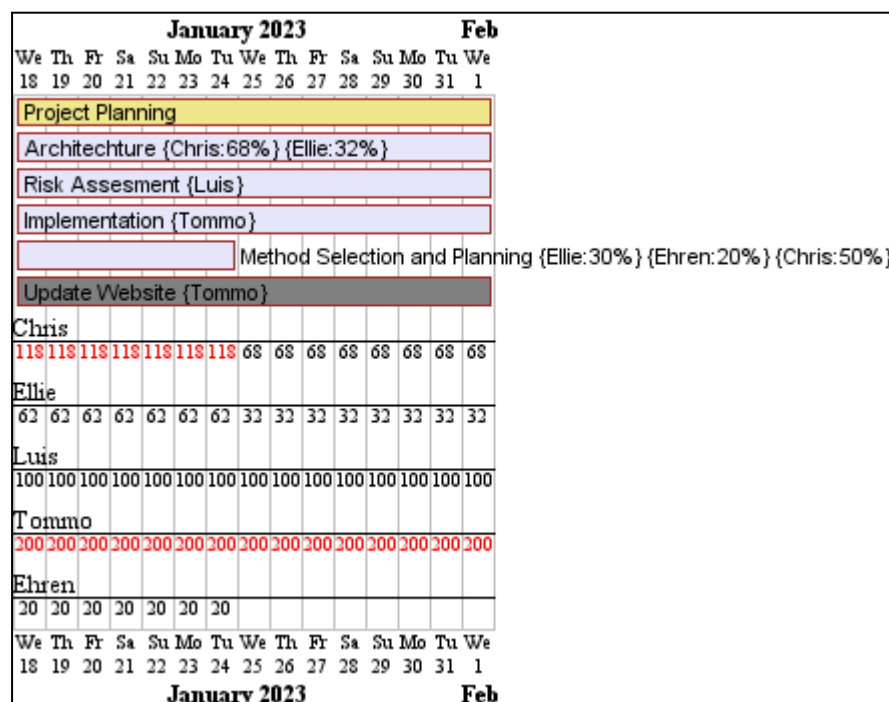 January 2023 Feb
We Th Fr Sa Su Mo Tu We Th Fr Sa Su Mo Tu We
18 19 20 21 22 23 24 25 26 27 28 29 30 31 1
Project Planning
Architechture {Chris:68%} {Ellie:32%}
Risk Assesment {Luis}
Implementation {Tommo}
Method Selection and Planning {Ellie:30%} {Ehren:20%} {Chris:50%}
Update Website {Tommo}
Chris
118 118 118 118 118 118 118 68 68 68 68 68 68 68 68
Ellie
62 62 62 62 62 62 62 32 32 32 32 32 32 32 32
Luis
100 100 100 100 100 100 100 100 100 100 100 100 100 100 100
Tommo
200 200 200 200 200 200 200 200 200 200 200 200 200 200 200
Ehren
20 20 20 20 20 20 20
We Th Fr Sa Su Mo Tu We Th Fr Sa Su Mo Tu We
18 19 20 21 22 23 24 25 26 27 28 29 30 31 1
January 2023 Feb